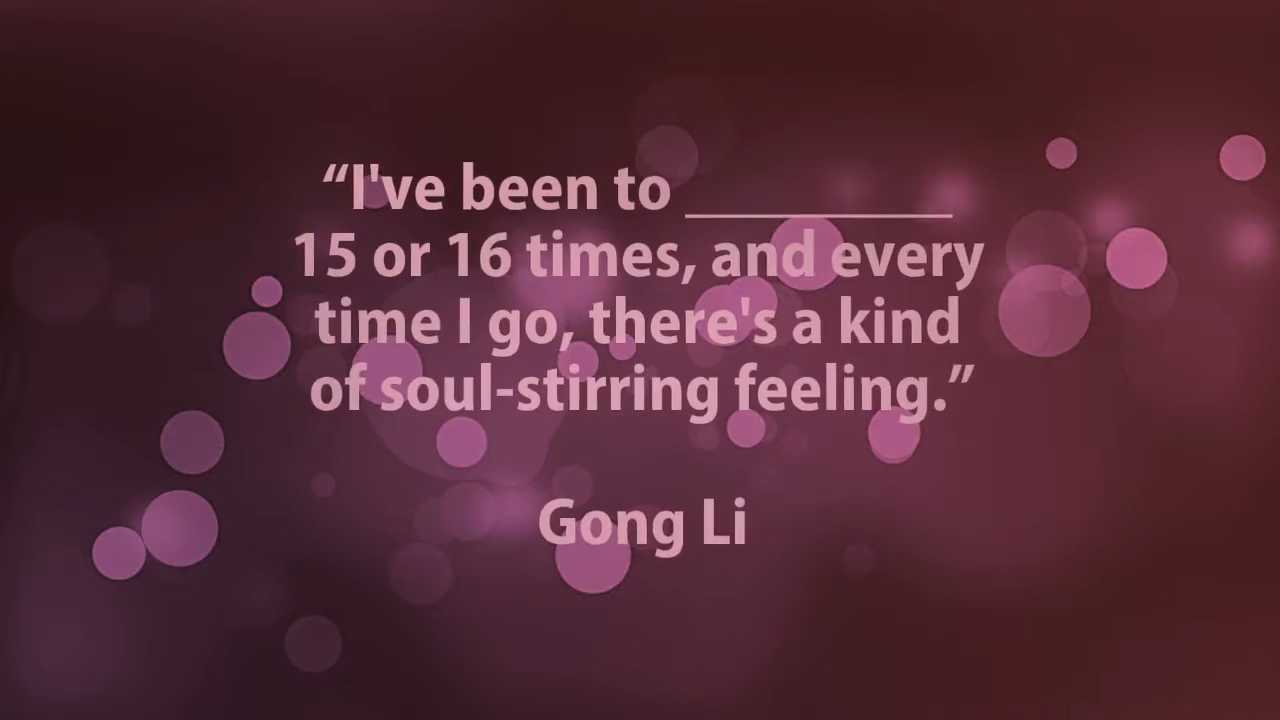 “I've been to ____________
15 or 16 times, and every
time I go, there's a kind
of soul-stirring feeling.”
Gong Li